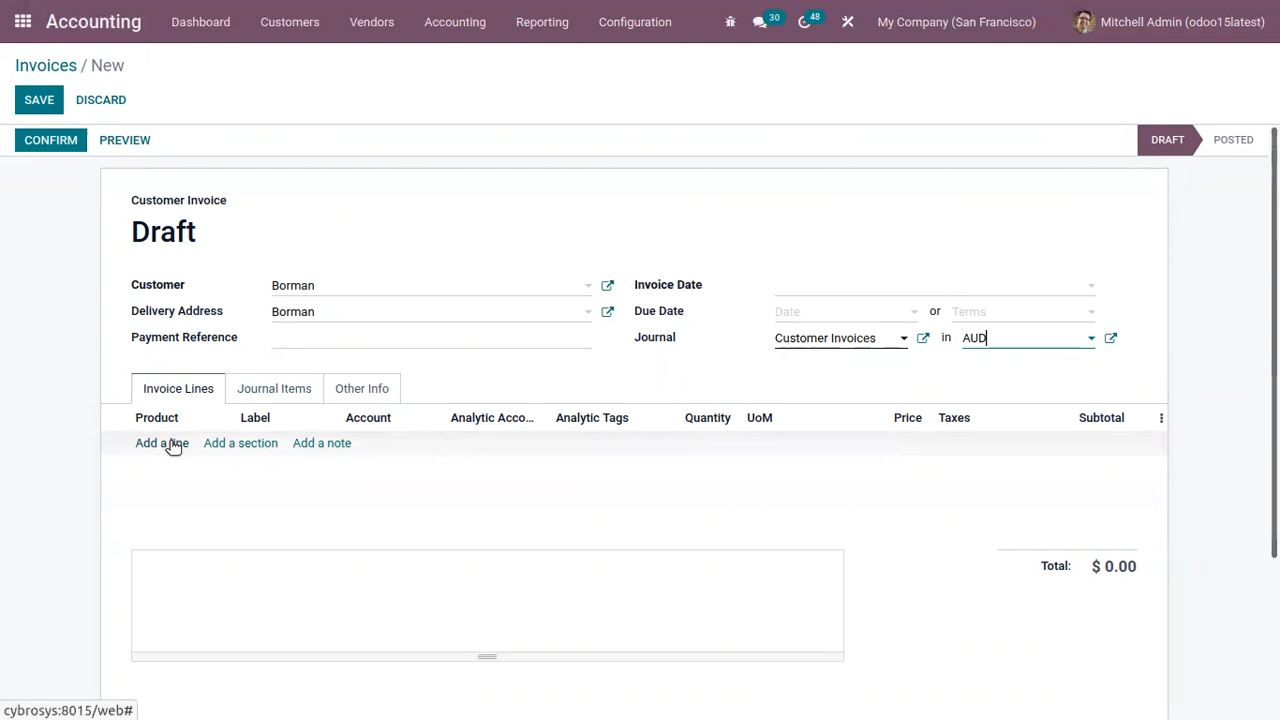 Accounting Dashboard Customers Vendors Accounting Reporting Configuration 30 48 My Company (San Francisco) Mitchell Admin (odoo15latest)
Invoices / New
SAVE DISCARD
CONFIRM PREVIEW DRAFT POSTED
Customer Invoice
Draft
Customer Borman Invoice Date
Delivery Address Borman Due Date Date or Terms
Payment Reference Journal Customer Invoices in AUD
Invoice Lines Journal Items Other Info
Product Label Account Analytic Acco... Analytic Tags Quantity UoM Price Taxes Subtotal
Add a line Add a section Add a note
Total: $ 0.00
cybrosys:8015/web#